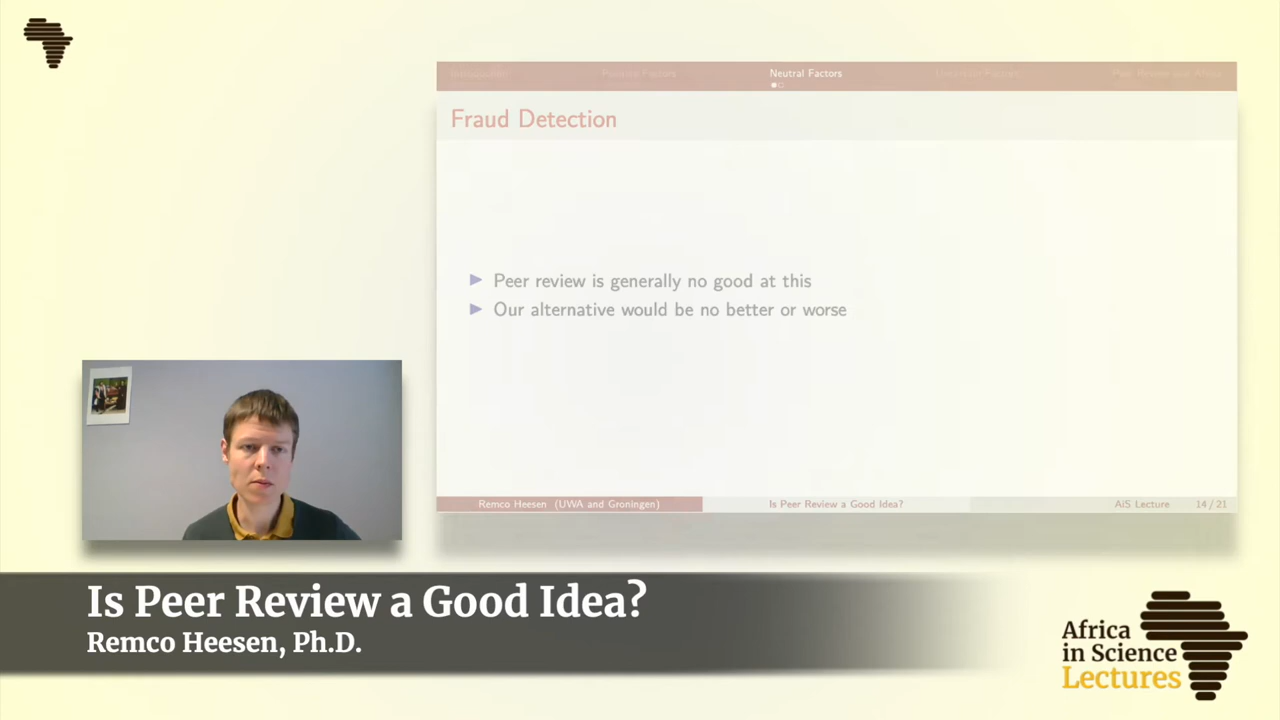 Neutral Factors
Fraud Detection
Peer review is generally no good at this
Our alternative would be no better or worse
Remco Heesen (UWA and Groningen)
Is Peer Review a Good Idea?
AiS Lecture
14 / 21
Is Peer Review a Good Idea?
Remco Heesen, Ph.D.
Africa
in Science
Lectures